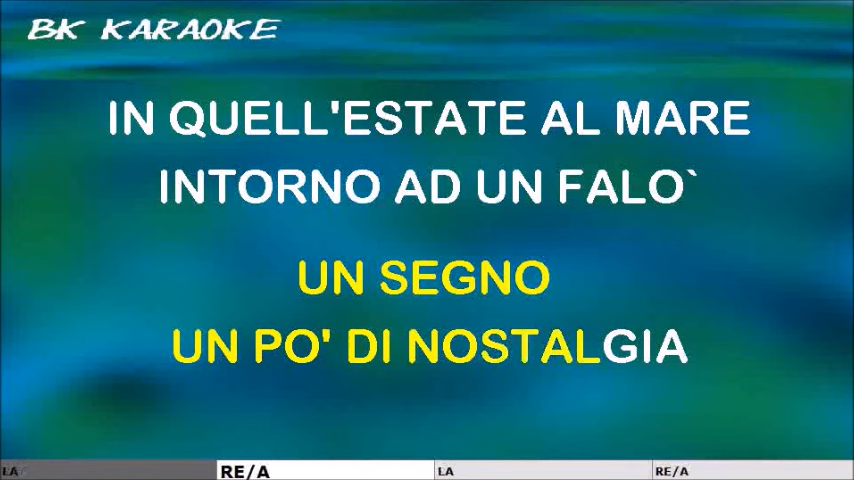 BK KARAOKE
IN QUELL'ESTATE AL MARE
INTORNO AD UN FALO`
UN SEGNO
UN PO' DI NOSTALGIA
LA RE/A LA RE/A